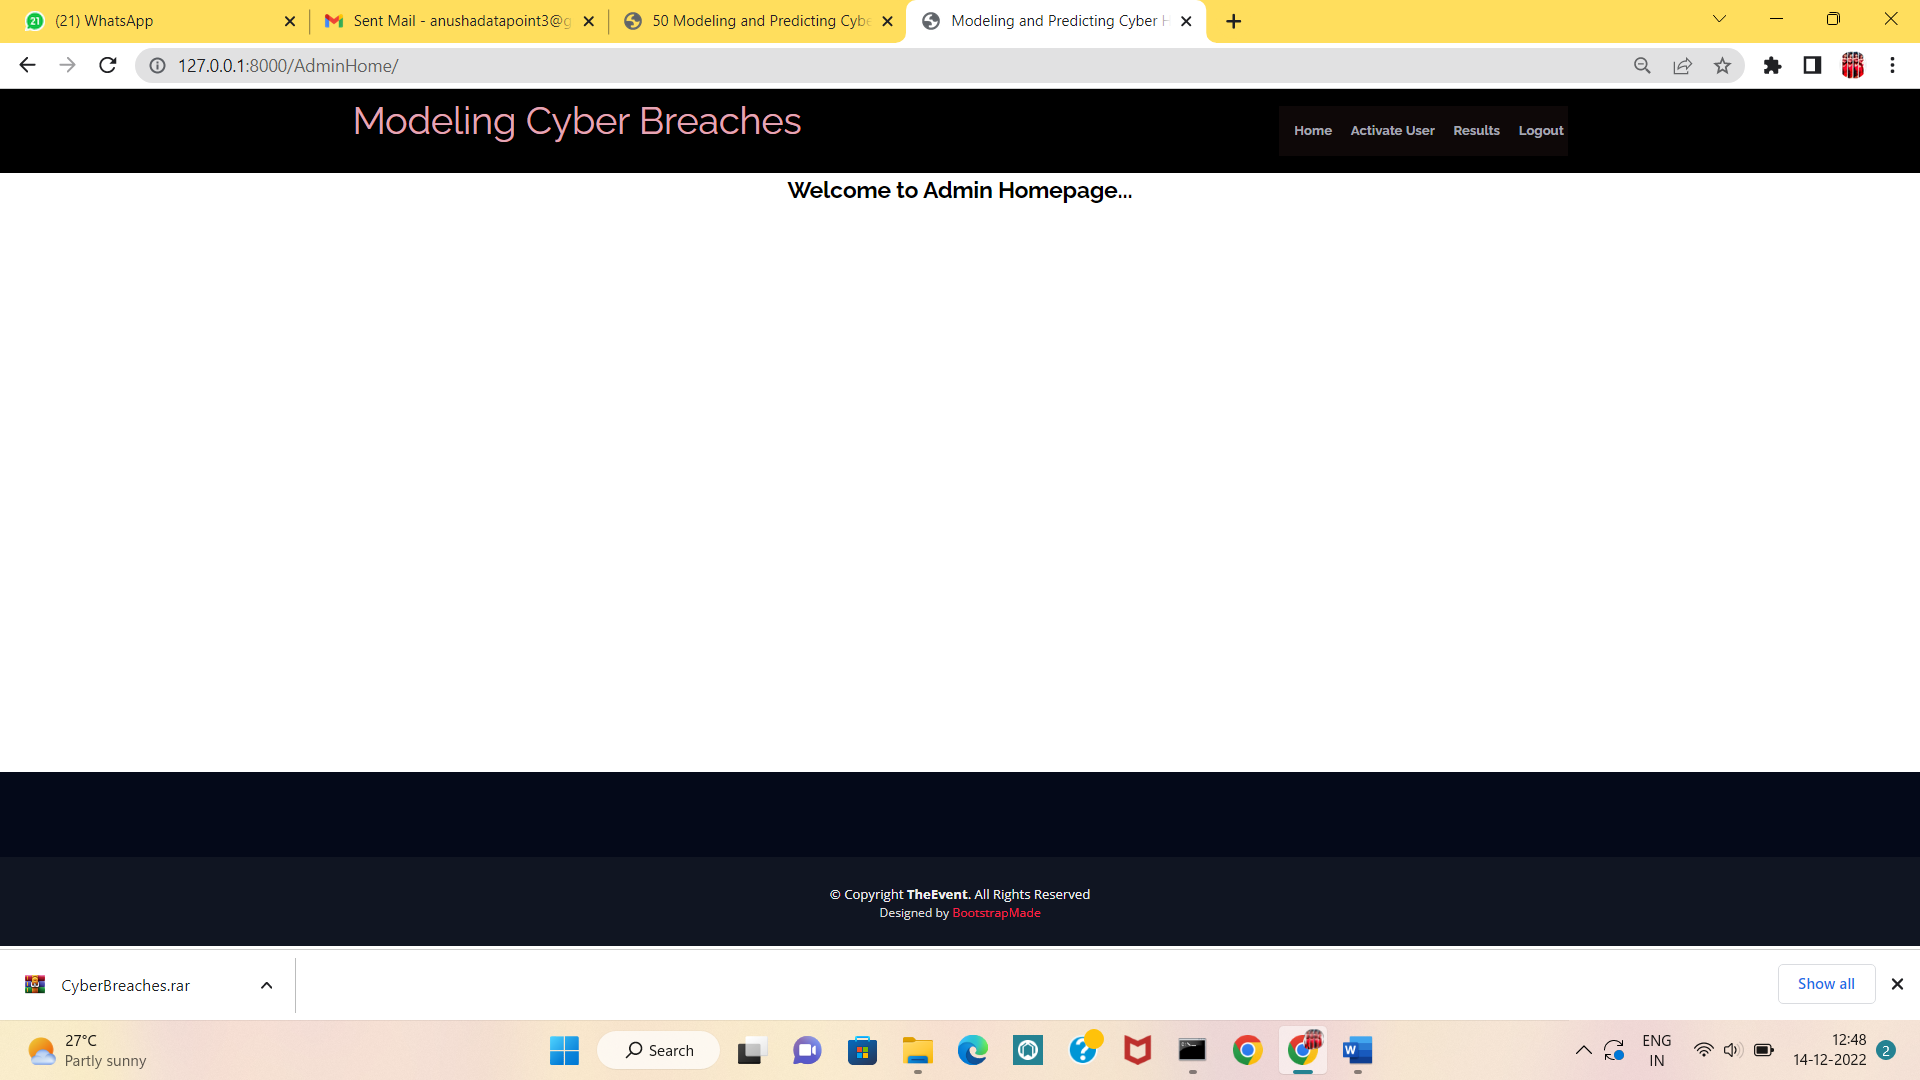 (21) WhatsApp
Sent Mail - anushadatapoint3@g
50 Modeling and Predicting Cybe
Modeling and Predicting Cyber H
127.0.0.1:8000/AdminHome/
Modeling Cyber Breaches
Home Activate User Results Logout
Welcome to Admin Homepage...
© Copyright TheEvent. All Rights Reserved
Designed by BootstrapMade
CyberBreaches.rar
Show all
27°C
Partly sunny
Search
ENG
IN
12:48
14-12-2022
2